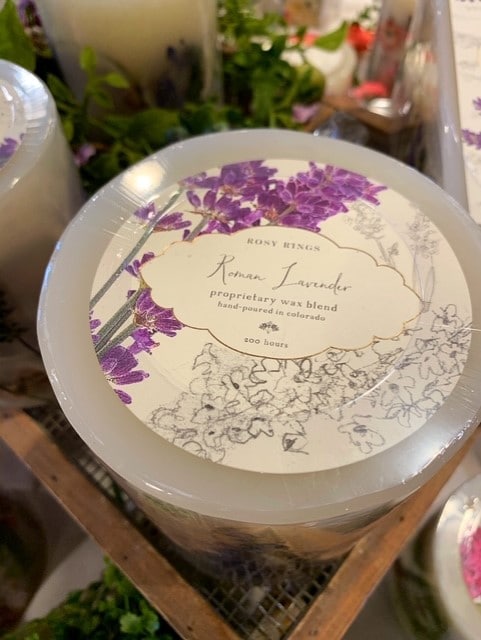 ROSY RINGS
Roman Lavender
proprietary wax blend
hand-poured in colorado
200 hours